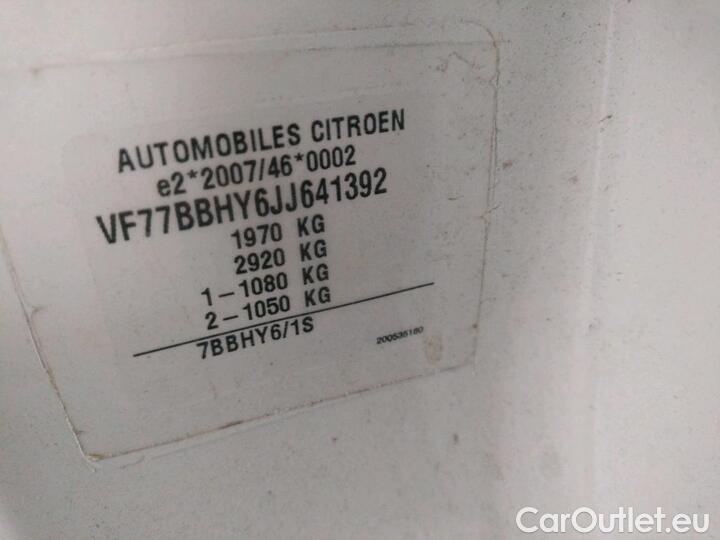 AUTOMOBILES CITROEN
e2*2007/46*0002
VF77BBHY6JJ641392
1970 KG
2920 KG
1-1080 KG
2-1050 KG
7BBHY6/1S
200535160
CarOutlet.eu